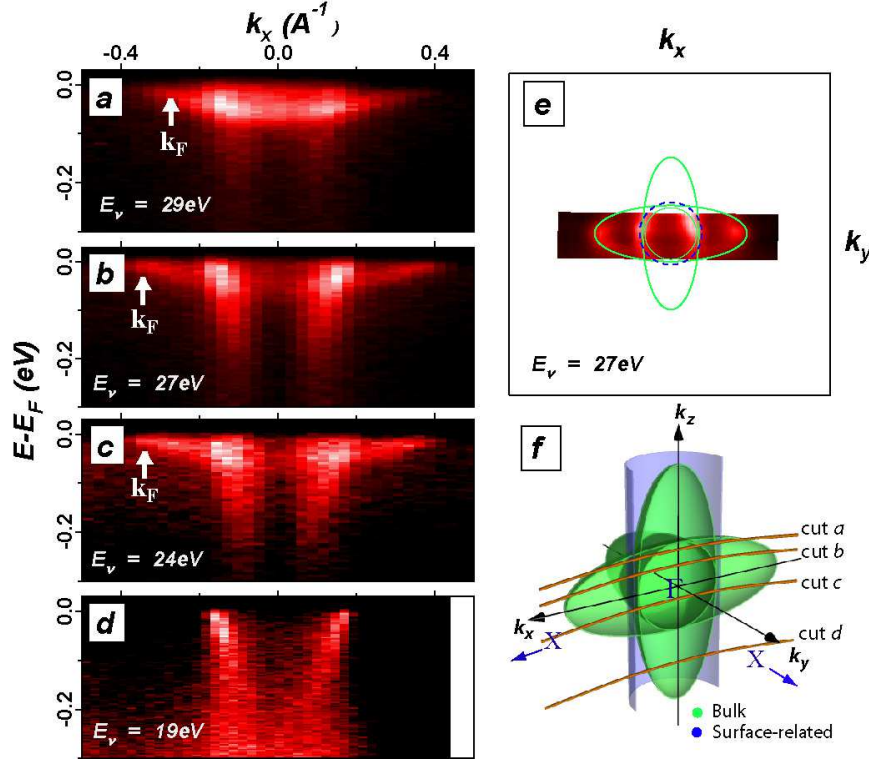 k_x (A^-1)
-0.4 0.0 0.4
E-E_F (eV)
0.0
-0.2
a
k_F
E_ν = 29eV
0.0
-0.2
b
k_F
E_ν = 27eV
0.0
-0.2
c
k_F
E_ν = 24eV
0.0
-0.2
d
E_ν = 19eV
k_x
e
k_y
E_ν = 27eV
f
k_z
cut a
cut b
cut c
Γ
k_x
X
cut d
X
k_y
Bulk
Surface-related